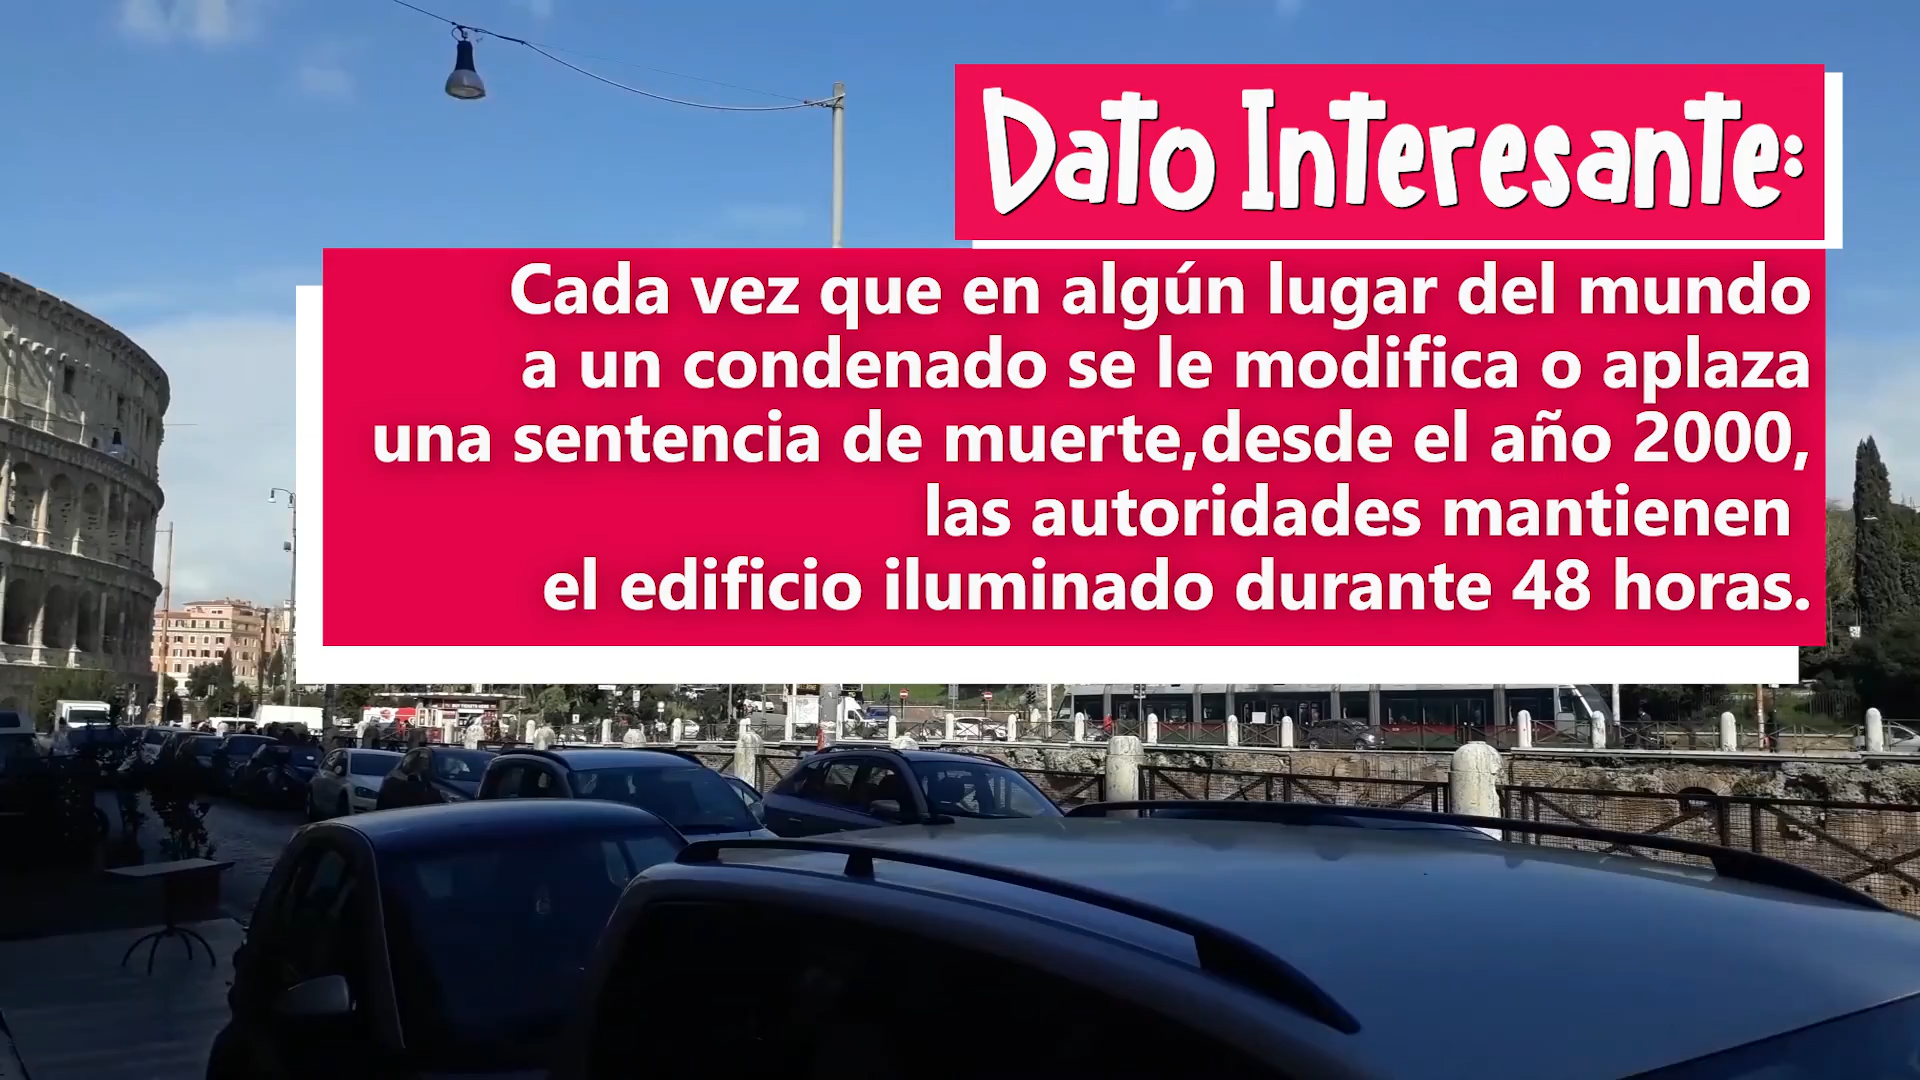 Dato Interesante:
Cada vez que en algún lugar del mundo
a un condenado se le modifica o aplaza
una sentencia de muerte,desde el año 2000,
las autoridades mantienen
el edificio iluminado durante 48 horas.